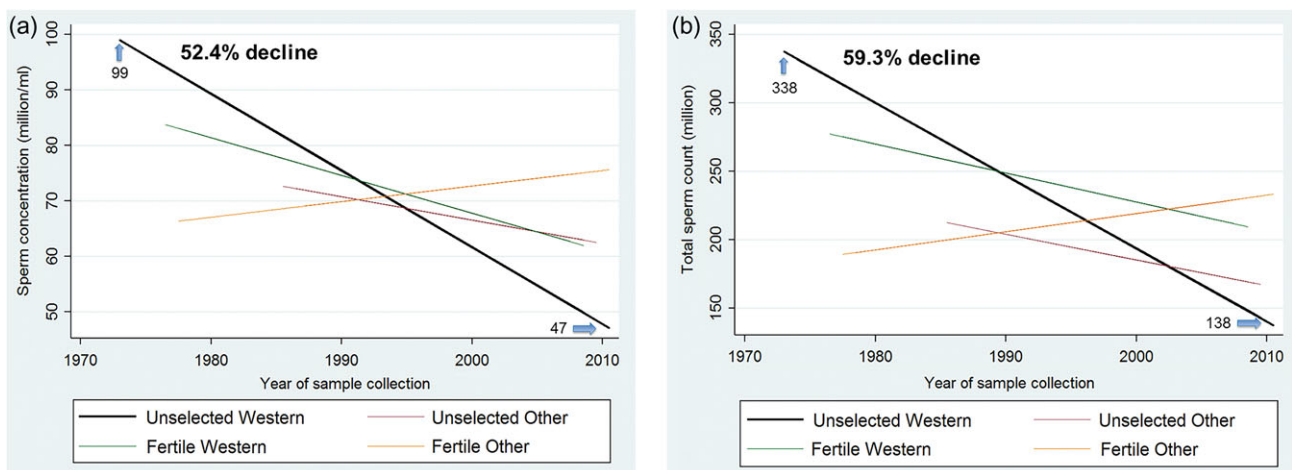 (a)
52.4% decline
99
47
Sperm concentration (million/ml)
100
90
80
70
60
50
1970
1980
1990
2000
2010
Year of sample collection
Unselected Western
Unselected Other
Fertile Western
Fertile Other
(b)
59.3% decline
338
138
Total sperm count (million)
350
300
250
200
150
1970
1980
1990
2000
2010
Year of sample collection
Unselected Western
Unselected Other
Fertile Western
Fertile Other